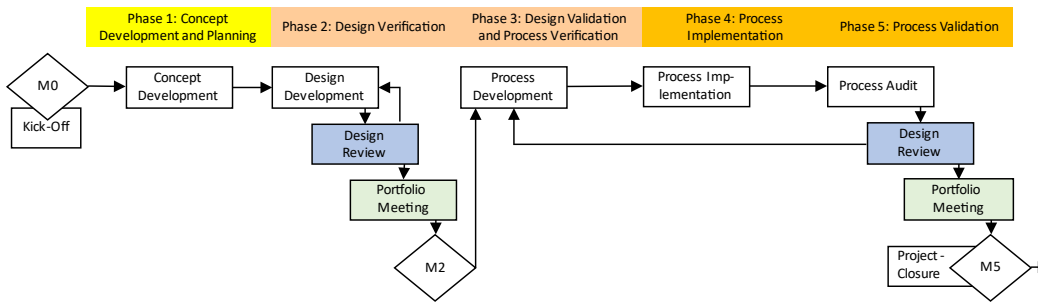 Phase 1: Concept
Development and Planning
Phase 2: Design Verification
Phase 3: Design Validation
and Process Verification
Phase 4: Process
Implementation
Phase 5: Process Validation
M0
Kick-Off
Concept
Development
Design
Development
Design
Review
Portfolio
Meeting
M2
Process
Development
Process Imp-
lementation
Process Audit
Design
Review
Portfolio
Meeting
Project -
Closure
M5